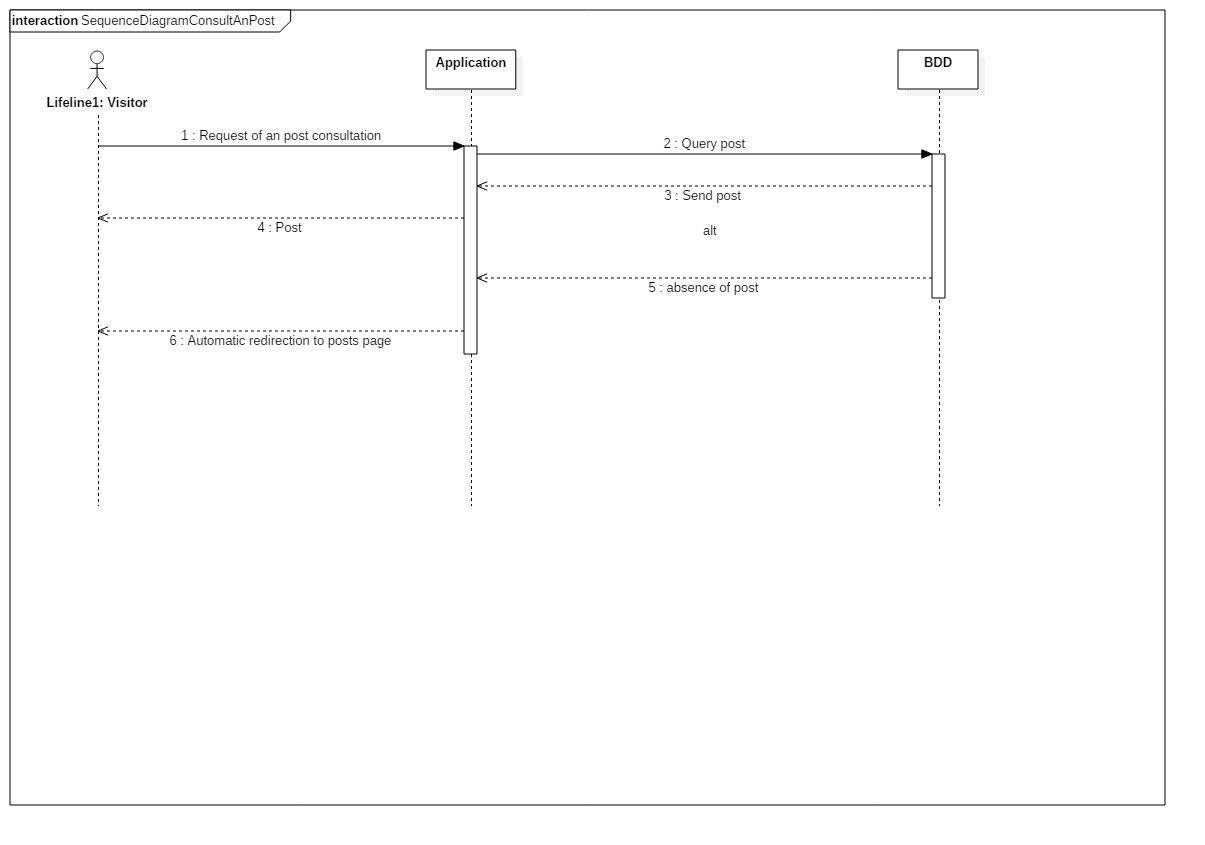 interaction SequenceDiagramConsultAnPost
Application
BDD
Lifeline1: Visitor
1 : Request of an post consultation
2 : Query post
3 : Send post
4 : Post
alt
5 : absence of post
6 : Automatic redirection to posts page